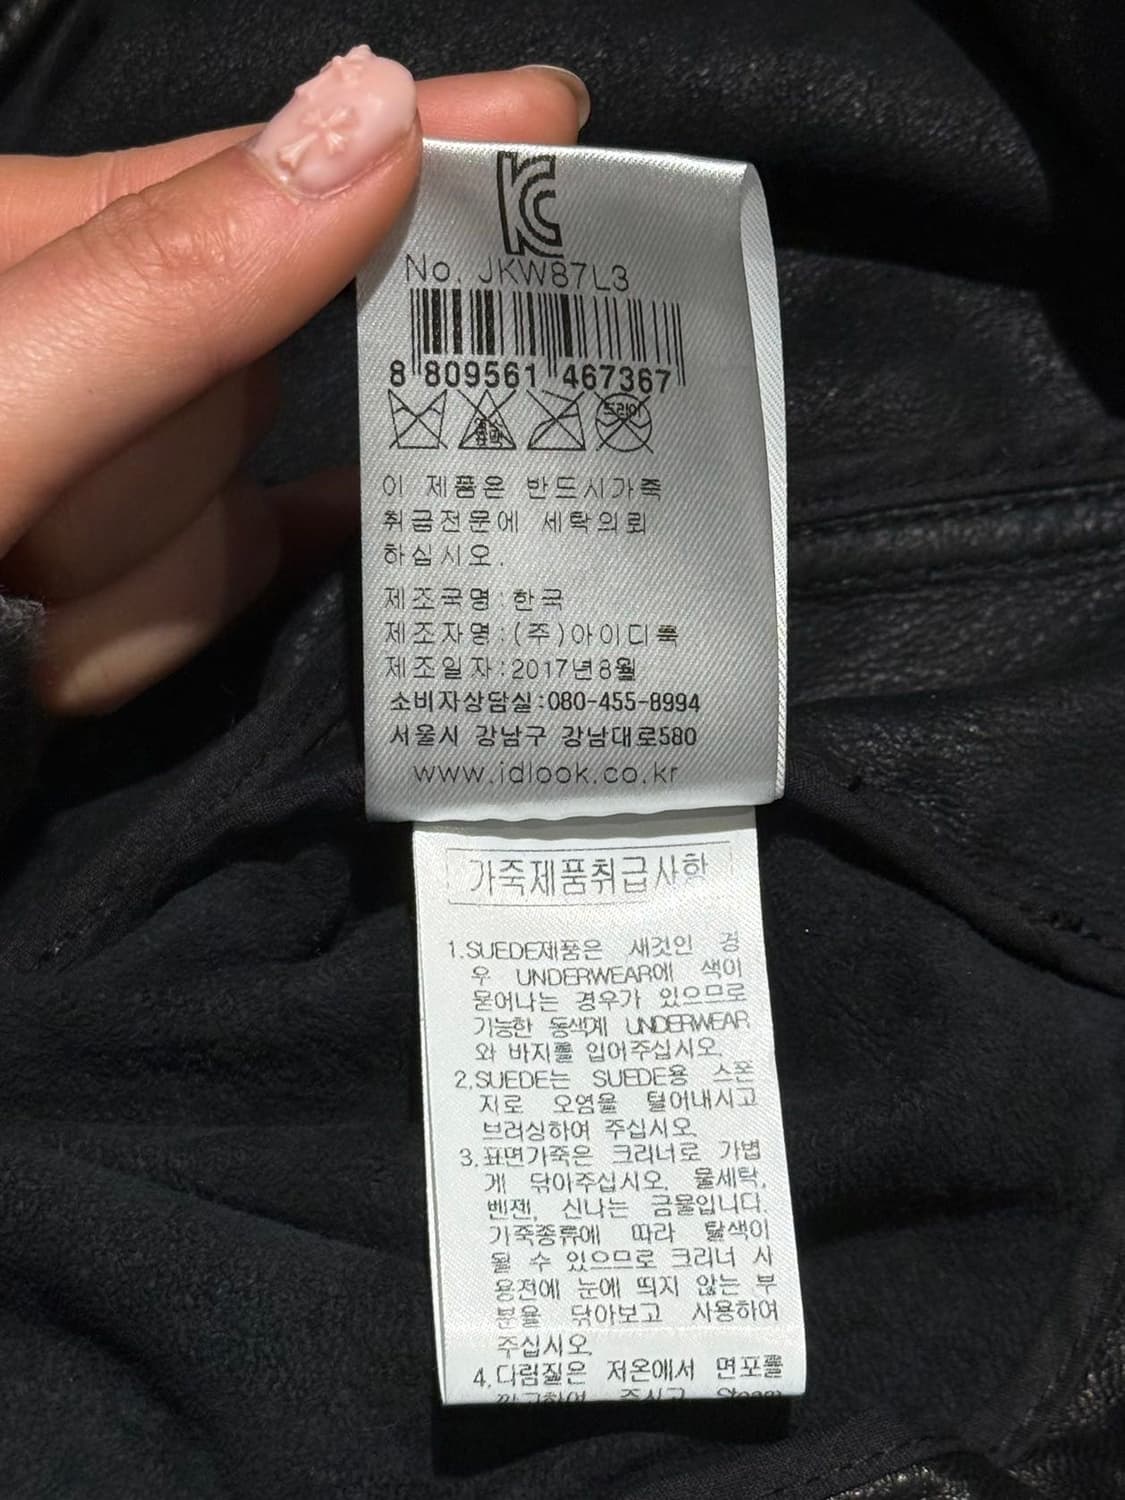 KC
No. JKW87L3
8 809561 467367
드라이
이 제품은 반드시가죽
취급전문에 세탁의뢰
하십시오.
제조국명:한국
제조자명:(주)아이디룩
제조일자:2017년8월
소비자상담실:080-455-8994
서울시 강남구 강남대로580
www.idlook.co.kr
가죽제품취급사항
1.SUEDE제품은 새것인 경
우 UNDERWEAR에 색이
묻어나는 경우가 있으므로
기능한 동색계 UNDERWEAR
와 바지를 입어주십시오.
2.SUEDE는 SUEDE용 스폰
지로 오염을 털어내시고
브러싱하여 주십시오.
3.표면가죽은 크리너로 가볍
게 닦아주십시오. 물세탁,
벤젠, 신나는 금물입니다.
가죽종류에 따라 탈색이
될 수 있으므로 크리너 사
용전에 눈에 띄지 않는 부
분을 닦아보고 사용하여
주십시오.
4.다림질은 저온에서 면포를